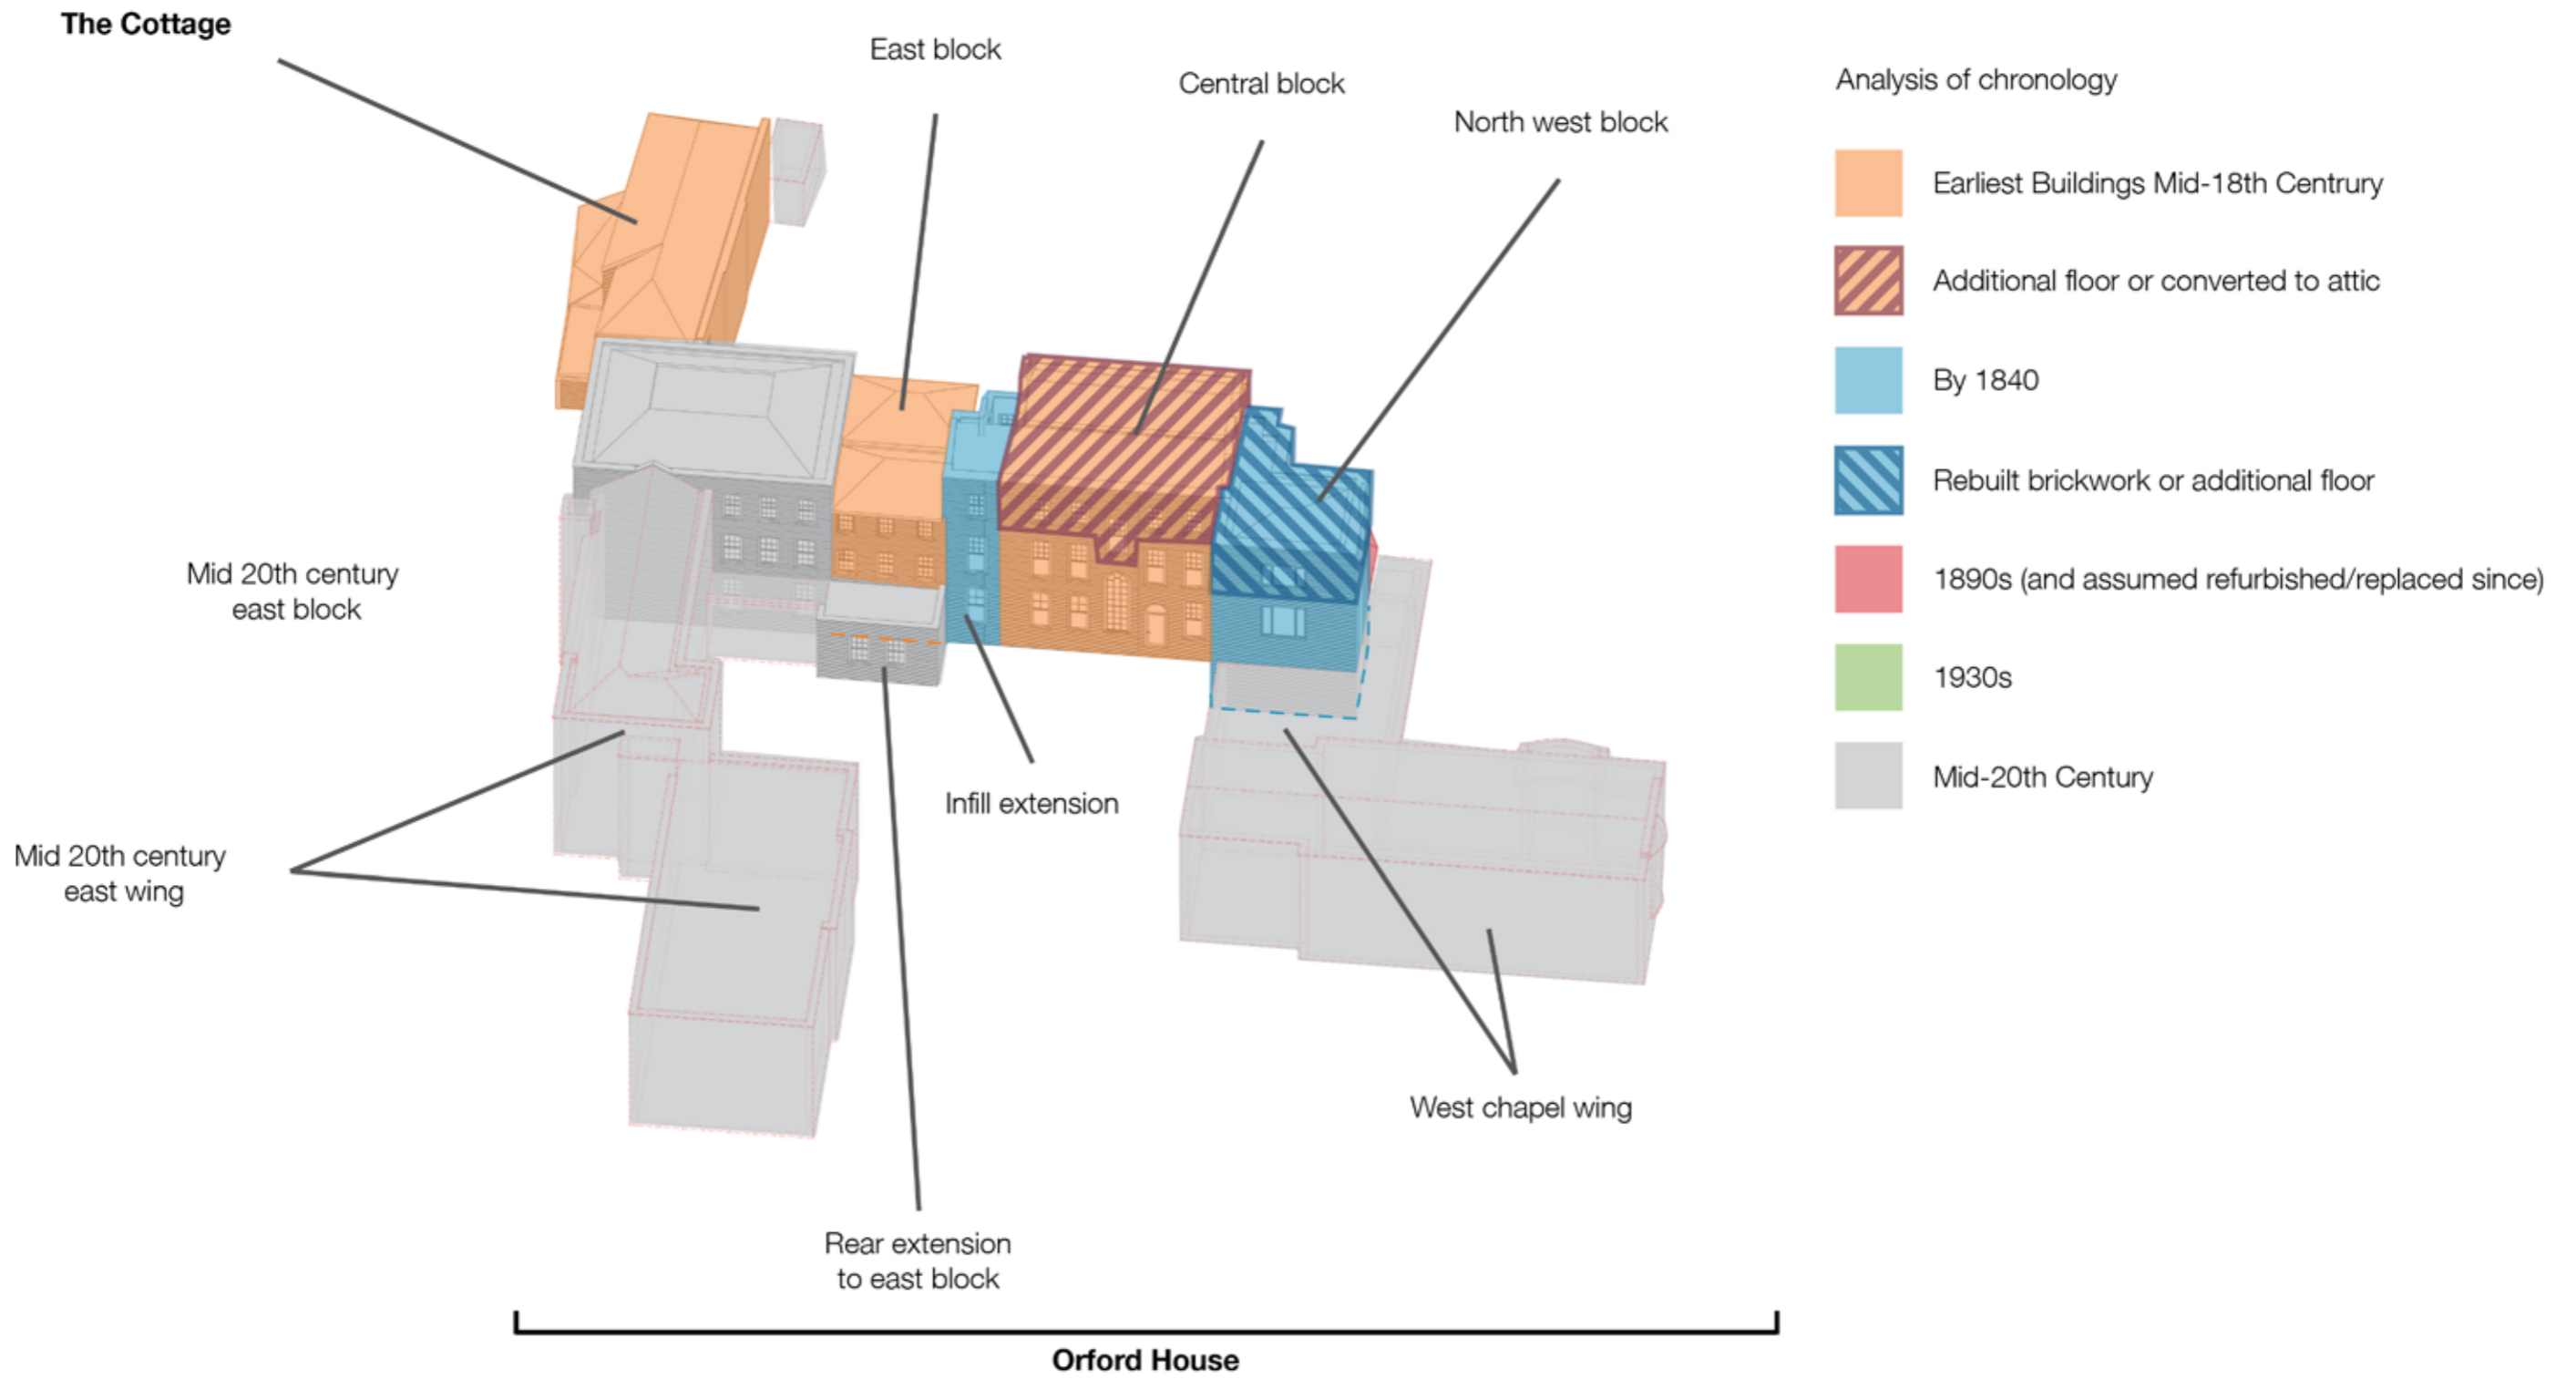 The Cottage
East block
Central block
North west block
Analysis of chronology
Earliest Buildings Mid-18th Centrury
Additional floor or converted to attic
By 1840
Rebuilt brickwork or additional floor
1890s (and assumed refurbished/replaced since)
1930s
Mid-20th Century
Mid 20th century
east block
Infill extension
Mid 20th century
east wing
West chapel wing
Rear extension
to east block
Orford House